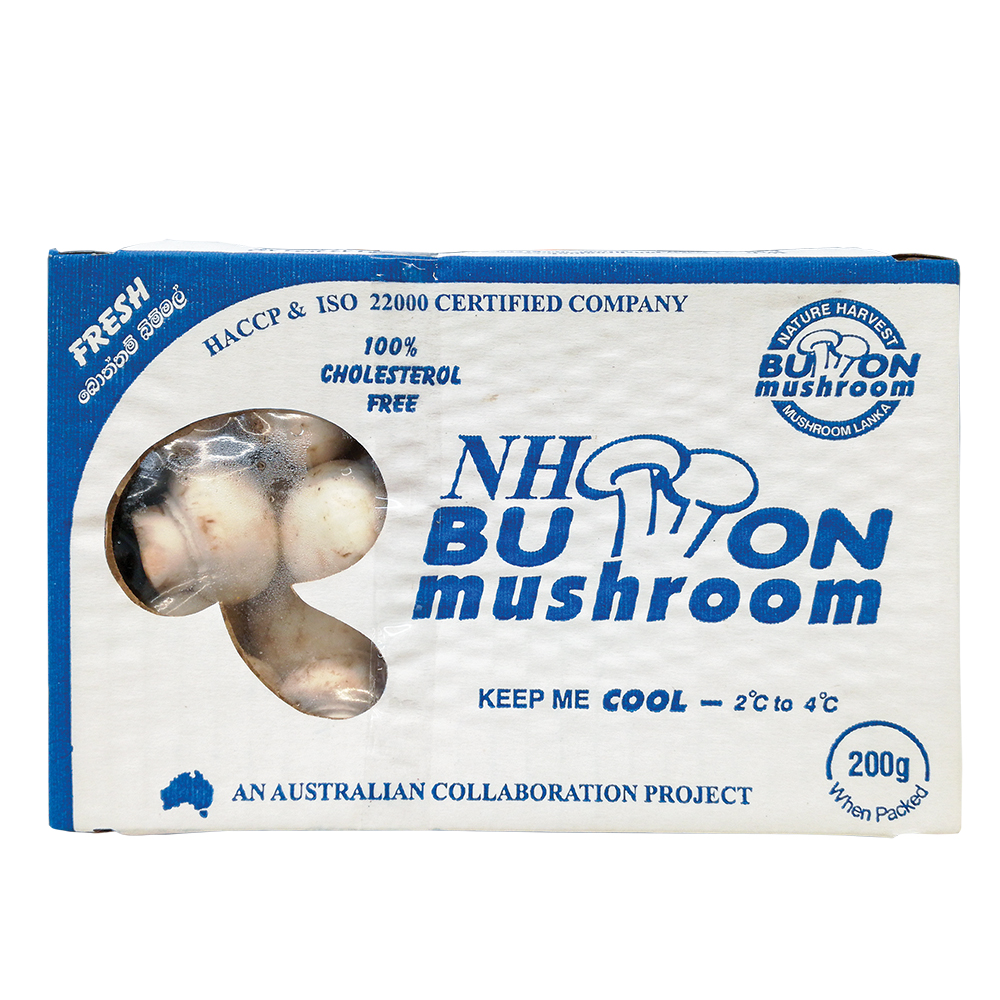 FRESH
බොත්තම් බිම්මල්
HACCP & ISO 22000 CERTIFIED COMPANY
100%
CHOLESTEROL
FREE
NATURE HARVEST
BUTTON
mushroom
MUSHROOM LANKA
NH
BUTTON
mushroom
KEEP ME COOL – 2°C to 4°C
200g
When Packed
AN AUSTRALIAN COLLABORATION PROJECT